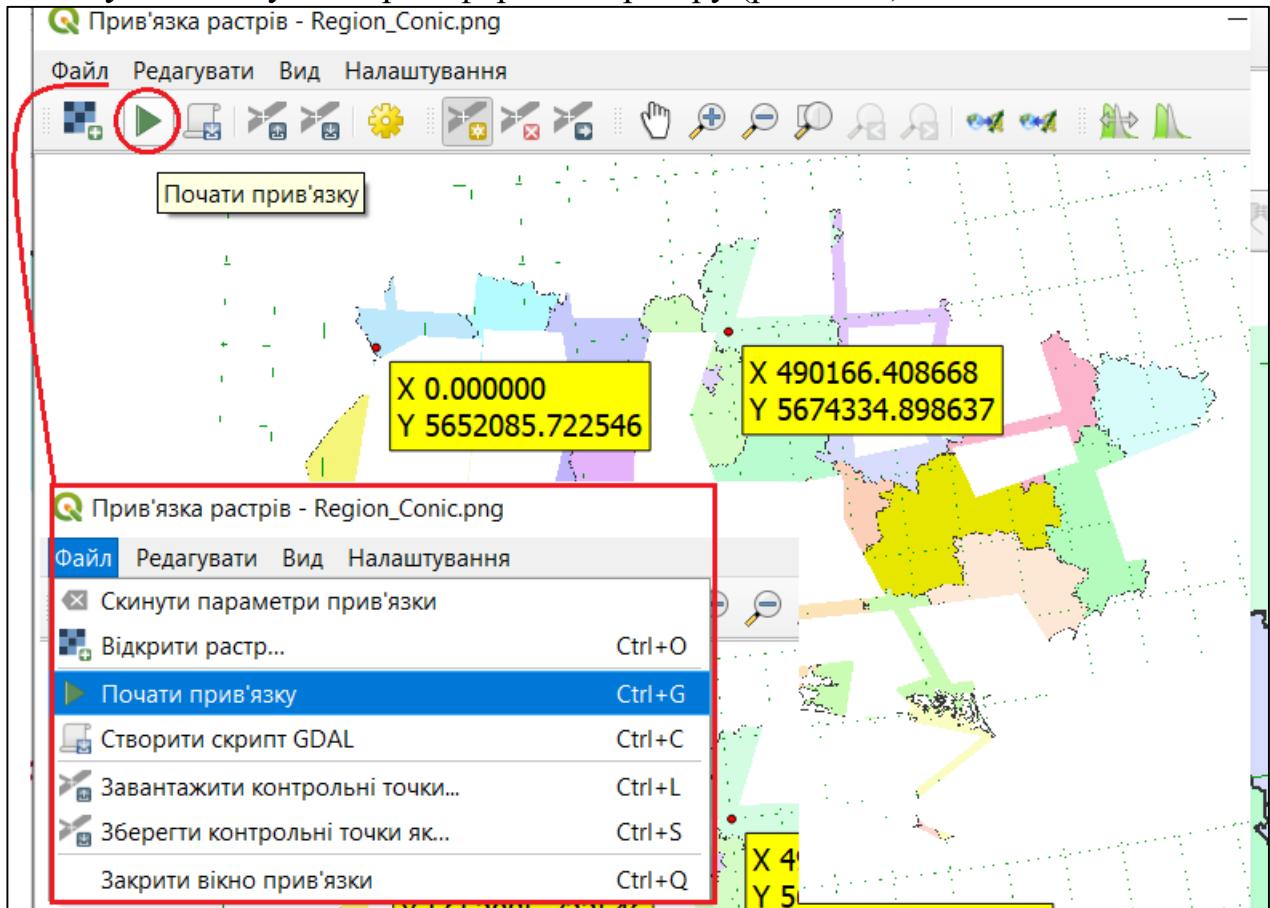 Прив'язка растрів - Region_Conic.png
Файл Редагувати Вид Налаштування
Почати прив'язку
X 0.000000
Y 5652085.722546
X 490166.408668
Y 5674334.898637
Прив'язка растрів - Region_Conic.png
Файл Редагувати Вид Налаштування
Скинути параметри прив'язки
Відкрити растр... Ctrl+O
Почати прив'язку Ctrl+G
Створити скрипт GDAL Ctrl+C
Завантажити контрольні точки... Ctrl+L
Зберегти контрольні точки як... Ctrl+S
Закрити вікно прив'язки Ctrl+Q
X 4
Y 5